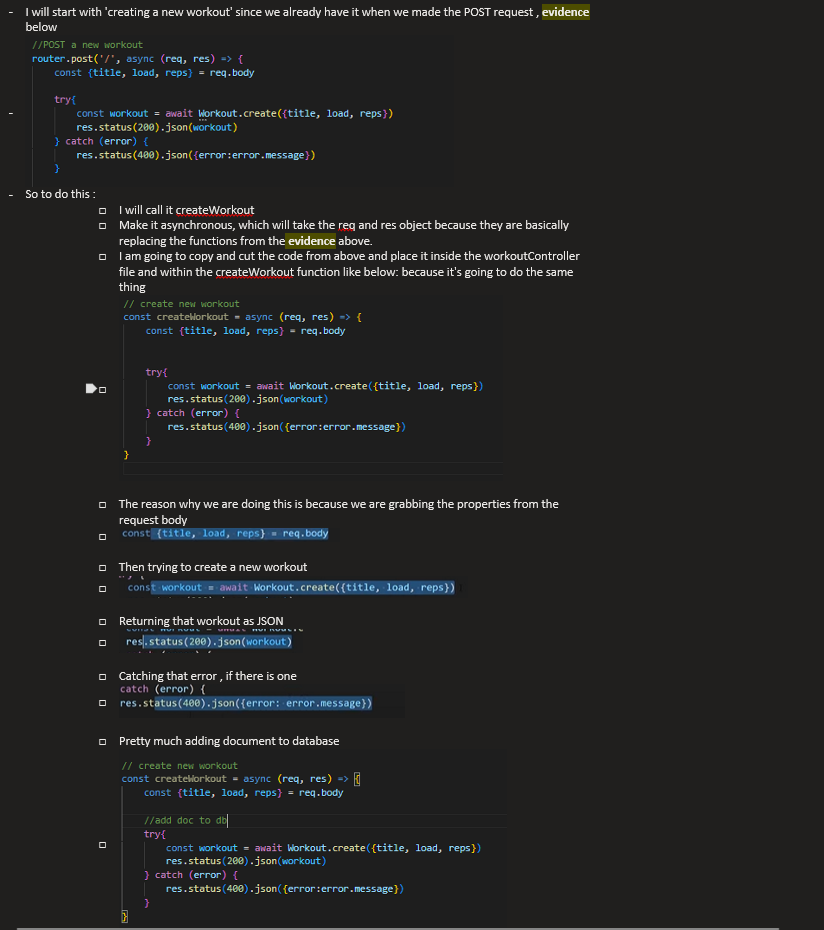 - I will start with 'creating a new workout' since we already have it when we made the POST request , evidence
below
//POST a new workout
router.post('/', async (req, res) => {
const {title, load, reps} = req.body
try{
const workout = await Workout.create({title, load, reps})
res.status(200).json(workout)
} catch (error) {
res.status(400).json({error:error.message})
}
- So to do this :
I will call it createWorkout
Make it asynchronous, which will take the req and res object because they are basically
replacing the functions from the evidence above.
I am going to copy and cut the code from above and place it inside the workoutController
file and within the createWorkout function like below: because it's going to do the same
thing
// create new workout
const createWorkout = async (req, res) => {
const {title, load, reps} = req.body
try{
const workout = await Workout.create({title, load, reps})
res.status(200).json(workout)
} catch (error) {
res.status(400).json({error:error.message})
}
}
The reason why we are doing this is because we are grabbing the properties from the
request body
const {title, load, reps} = req.body
Then trying to create a new workout
const workout = await Workout.create({title, load, reps})
Returning that workout as JSON
res.status(200).json(workout)
Catching that error , if there is one
catch (error) {
res.status(400).json({error: error.message})
Pretty much adding document to database
// create new workout
const createWorkout = async (req, res) => {
const {title, load, reps} = req.body
//add doc to db
try{
const workout = await Workout.create({title, load, reps})
res.status(200).json(workout)
} catch (error) {
res.status(400).json({error:error.message})
}
}